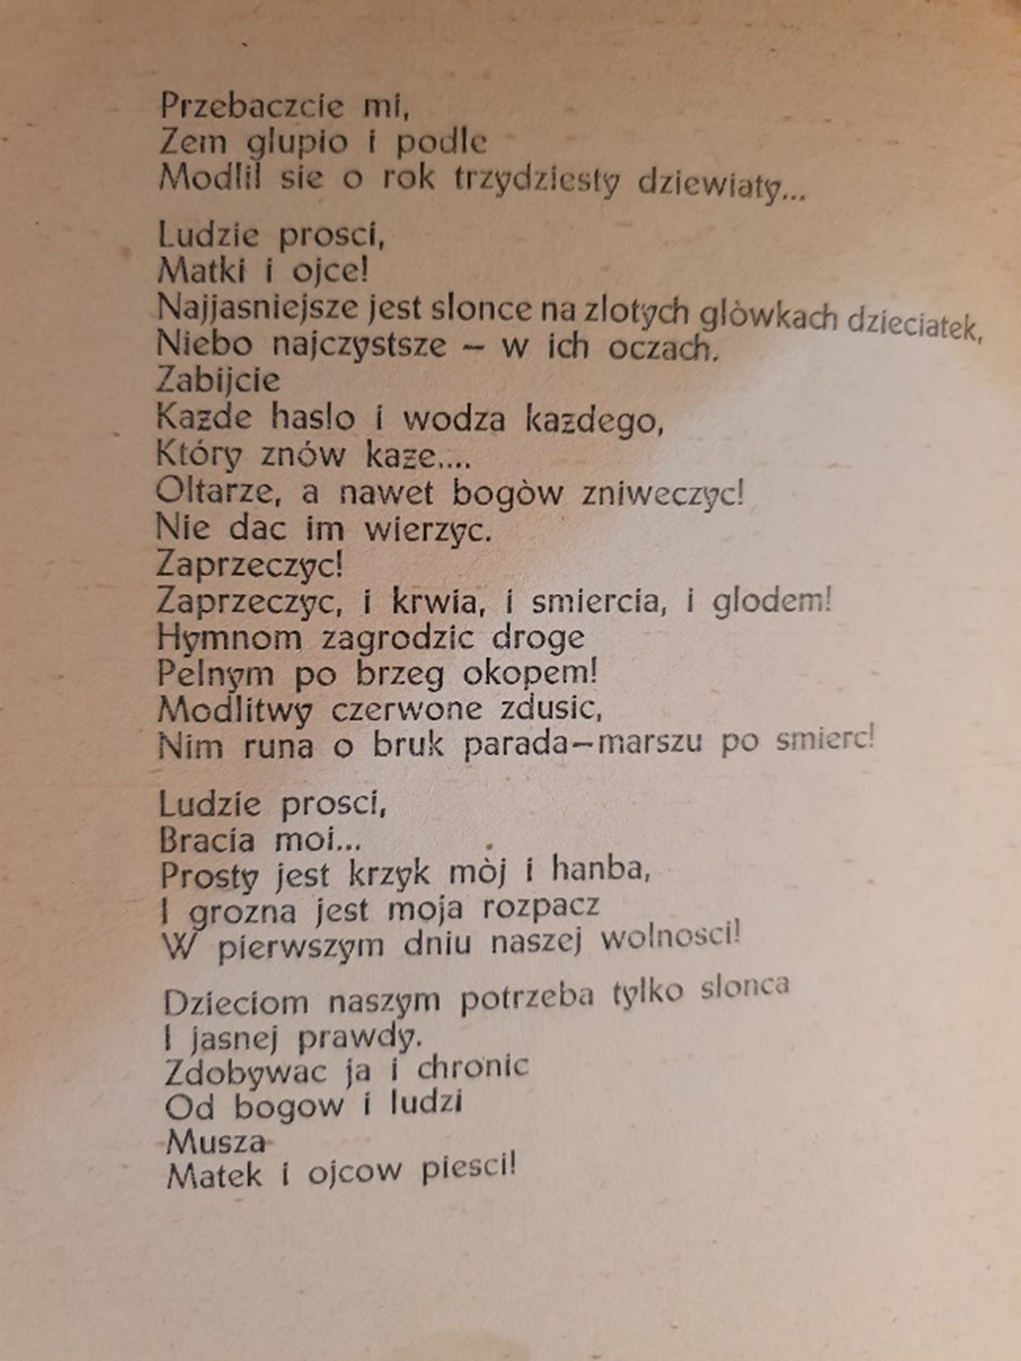 Przebaczcie mi,
Zem glupio i podle
Modlil sie o rok trzydziesty dziewiaty...
Ludzie prosci,
Matki i ojce!
Najjasniejsze jest slonce na zlotych glòwkach dzieciatek,
Niebo najczystsze – w ich oczach.
Zabijcie
Kazde haslo i wodza kazdego,
Który znów kaze....
Oltarze, a nawet bogòw zniweczyc!
Nie dac im wierzyc.
Zaprzeczyc!
Zaprzeczyc, i krwia, i smiercia, i glodem!
Hymnom zagrodzic droge
Pelnym po brzeg okopem!
Modlitwy czerwone zdusic,
Nim runa o bruk parada–marszu po smierc!
Ludzie prosci,
Bracia moi...
Prosty jest krzyk mòj i hanba,
I grozna jest moja rozpacz
W pierwszym dniu naszej wolnosci!
Dzieciom naszym potrzeba tylko slonca
I jasnej prawdy.
Zdobywac ja i chronic
Od bogow i ludzi
Musza
Matek i ojcow piesci!